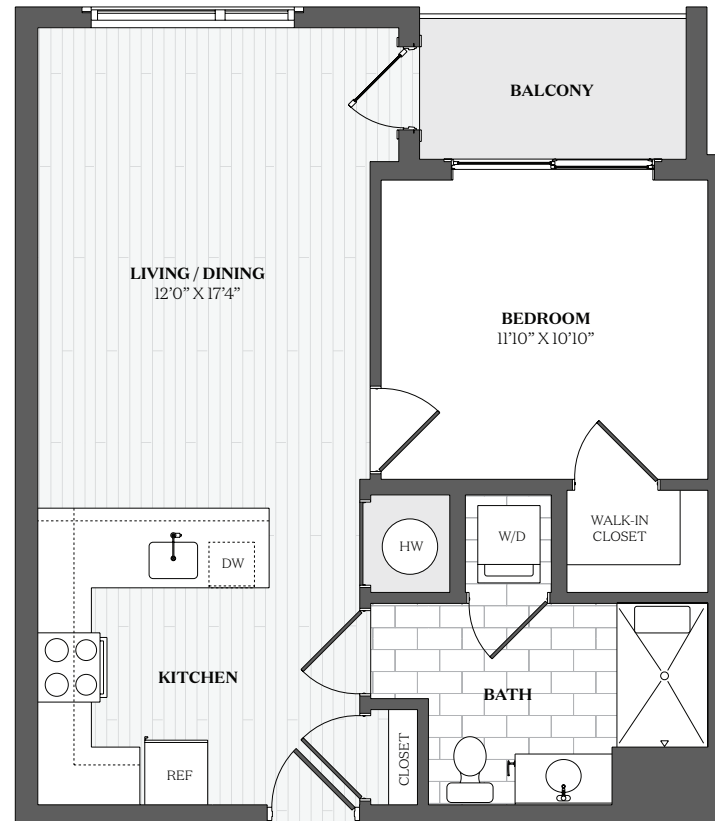 BALCONY
LIVING / DINING
12’0” X 17’4”
BEDROOM
11’10” X 10’10”
WALK-IN
CLOSET
HW
W/D
DW
KITCHEN
BATH
CLOSET
REF